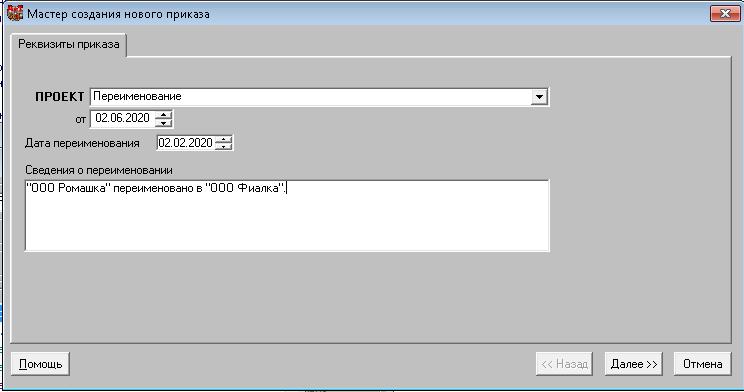 Мастер создания нового приказа
Реквизиты приказа
ПРОЕКТ Переименование
от 02.06.2020
Дата переименования 02.02.2020
Сведения о переименовании
"ООО Ромашка" переименовано в "ООО Фиалка".
Помощь << Назад Далее >> Отмена